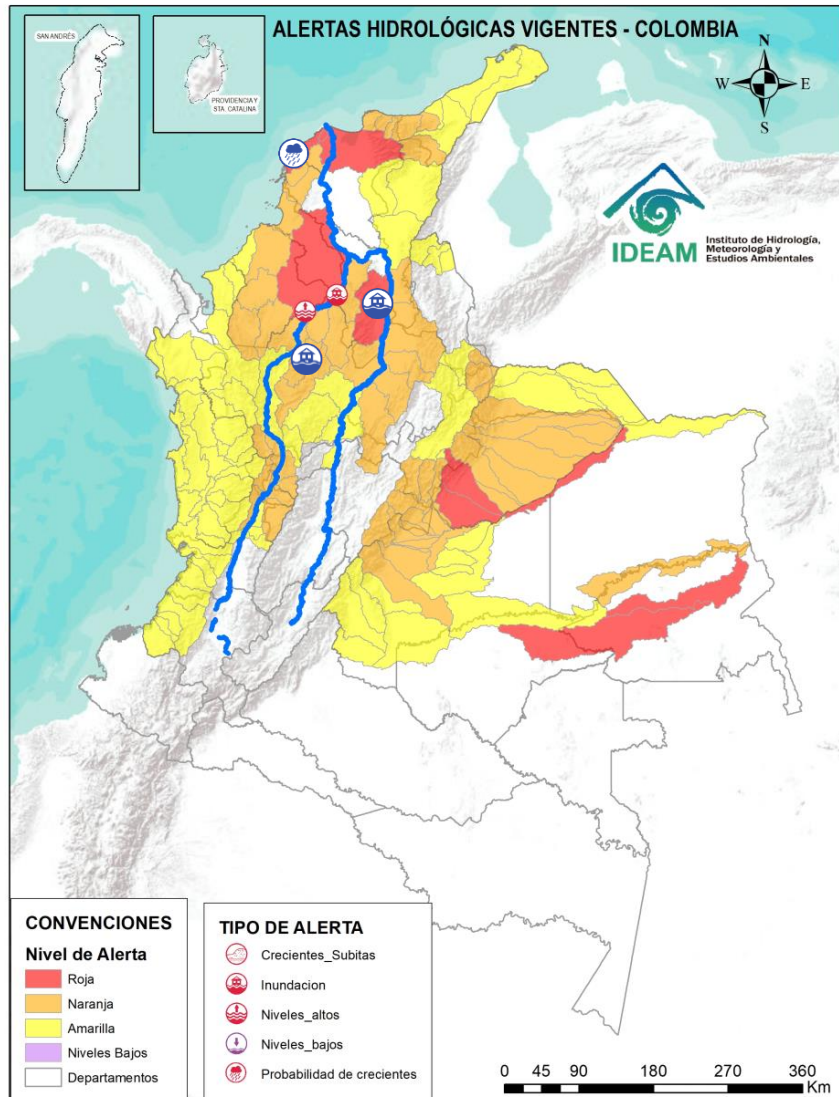 ALERTAS HIDROLÓGICAS VIGENTES - COLOMBIA
SAN ANDRÉS
PROVIDENCIA Y
STA. CATALINA
N
W
E
S
IDEAM
Instituto de Hidrología,
Meteorología y
Estudios Ambientales
CONVENCIONES
Nivel de Alerta
Roja
Naranja
Amarilla
Niveles Bajos
Departamentos
TIPO DE ALERTA
Crecientes_Subitas
Inundacion
Niveles_altos
Niveles_bajos
Probabilidad de crecientes
0 45 90 180 270 360
Km